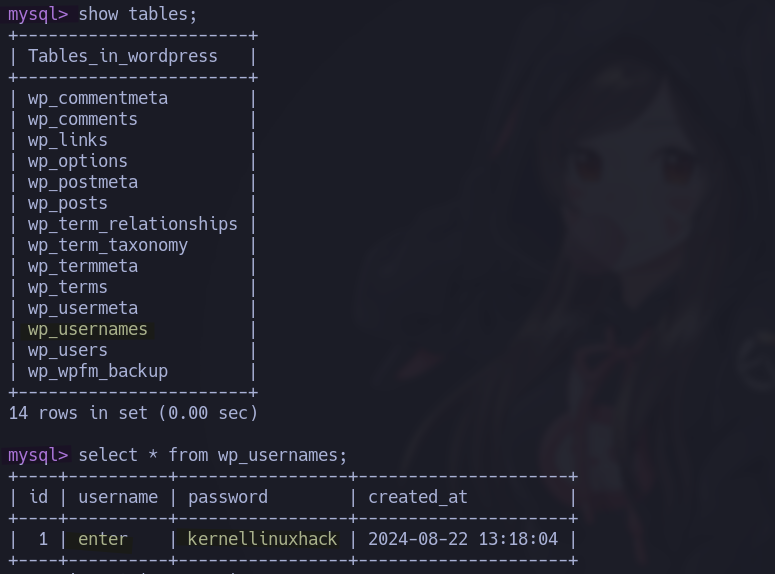 mysql> show tables;
+-----------------------+
| Tables_in_wordpress   |
+-----------------------+
| wp_commentmeta        |
| wp_comments           |
| wp_links              |
| wp_options            |
| wp_postmeta           |
| wp_posts              |
| wp_term_relationships |
| wp_term_taxonomy      |
| wp_termmeta           |
| wp_terms              |
| wp_usermeta           |
| wp_usernames          |
| wp_users              |
| wp_wpfm_backup        |
+-----------------------+
14 rows in set (0.00 sec)
mysql> select * from wp_usernames;
+----+----------+-----------------+---------------------+
| id | username | password        | created_at          |
+----+----------+-----------------+---------------------+
|  1 | enter    | kernellinuxhack | 2024-08-22 13:18:04 |
+----+----------+-----------------+---------------------+